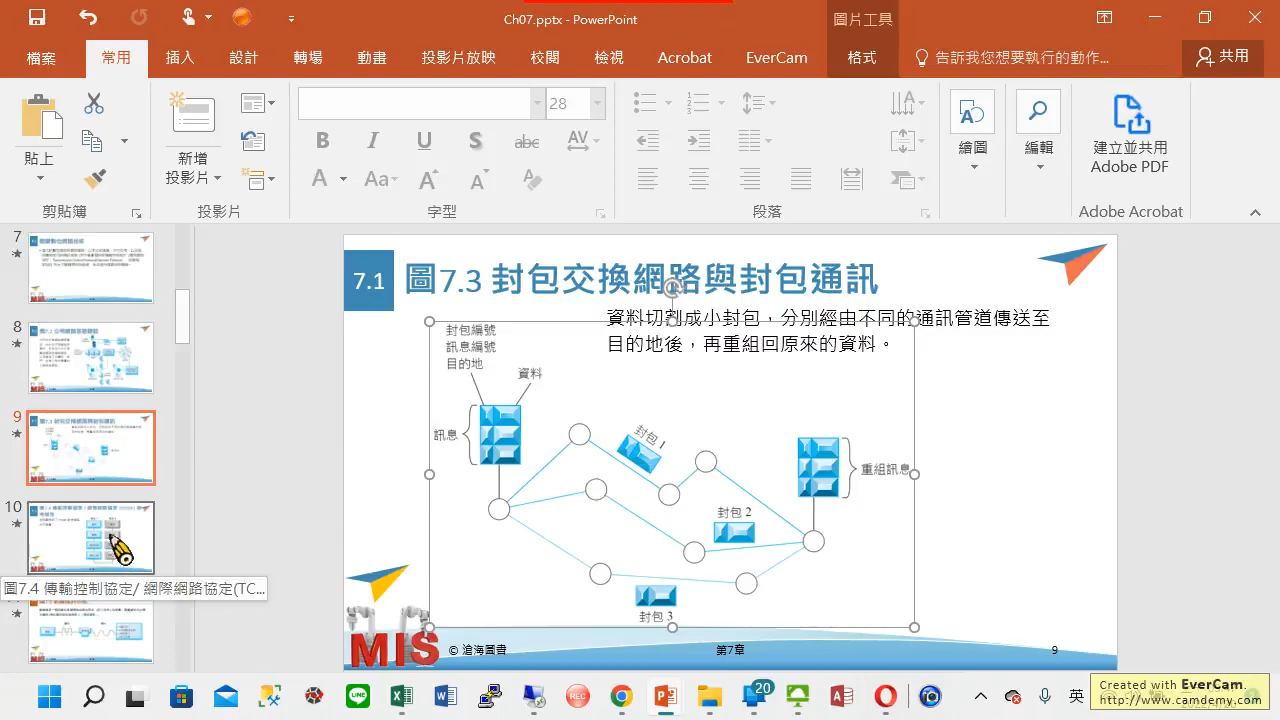 Ch07.pptx - PowerPoint
圖片工具
檔案
常用
插入
設計
轉場
動畫
投影片放映
校閱
檢視
Acrobat
EverCam
格式
告訴我您想要執行的動作...
共用
28
貼上
新增
投影片
繪圖
編輯
建立並共用
Adobe PDF
剪貼簿
投影片
字型
段落
Adobe Acrobat
7
8
9
10
圖7.4 傳輸控制協定/ 網際網路協定(TC...
7.1
圖7.3 封包交換網路與封包通訊
資料切割成小封包，分別經由不同的通訊管道傳送至
目的地後，再重組回原來的資料。
封包編號
訊息編號
目的地
資料
訊息
封包 1
重組訊息
封包 2
封包 3
MIS
第7章
9
20
英
Created with EverCam.
http://www.camdemy.com